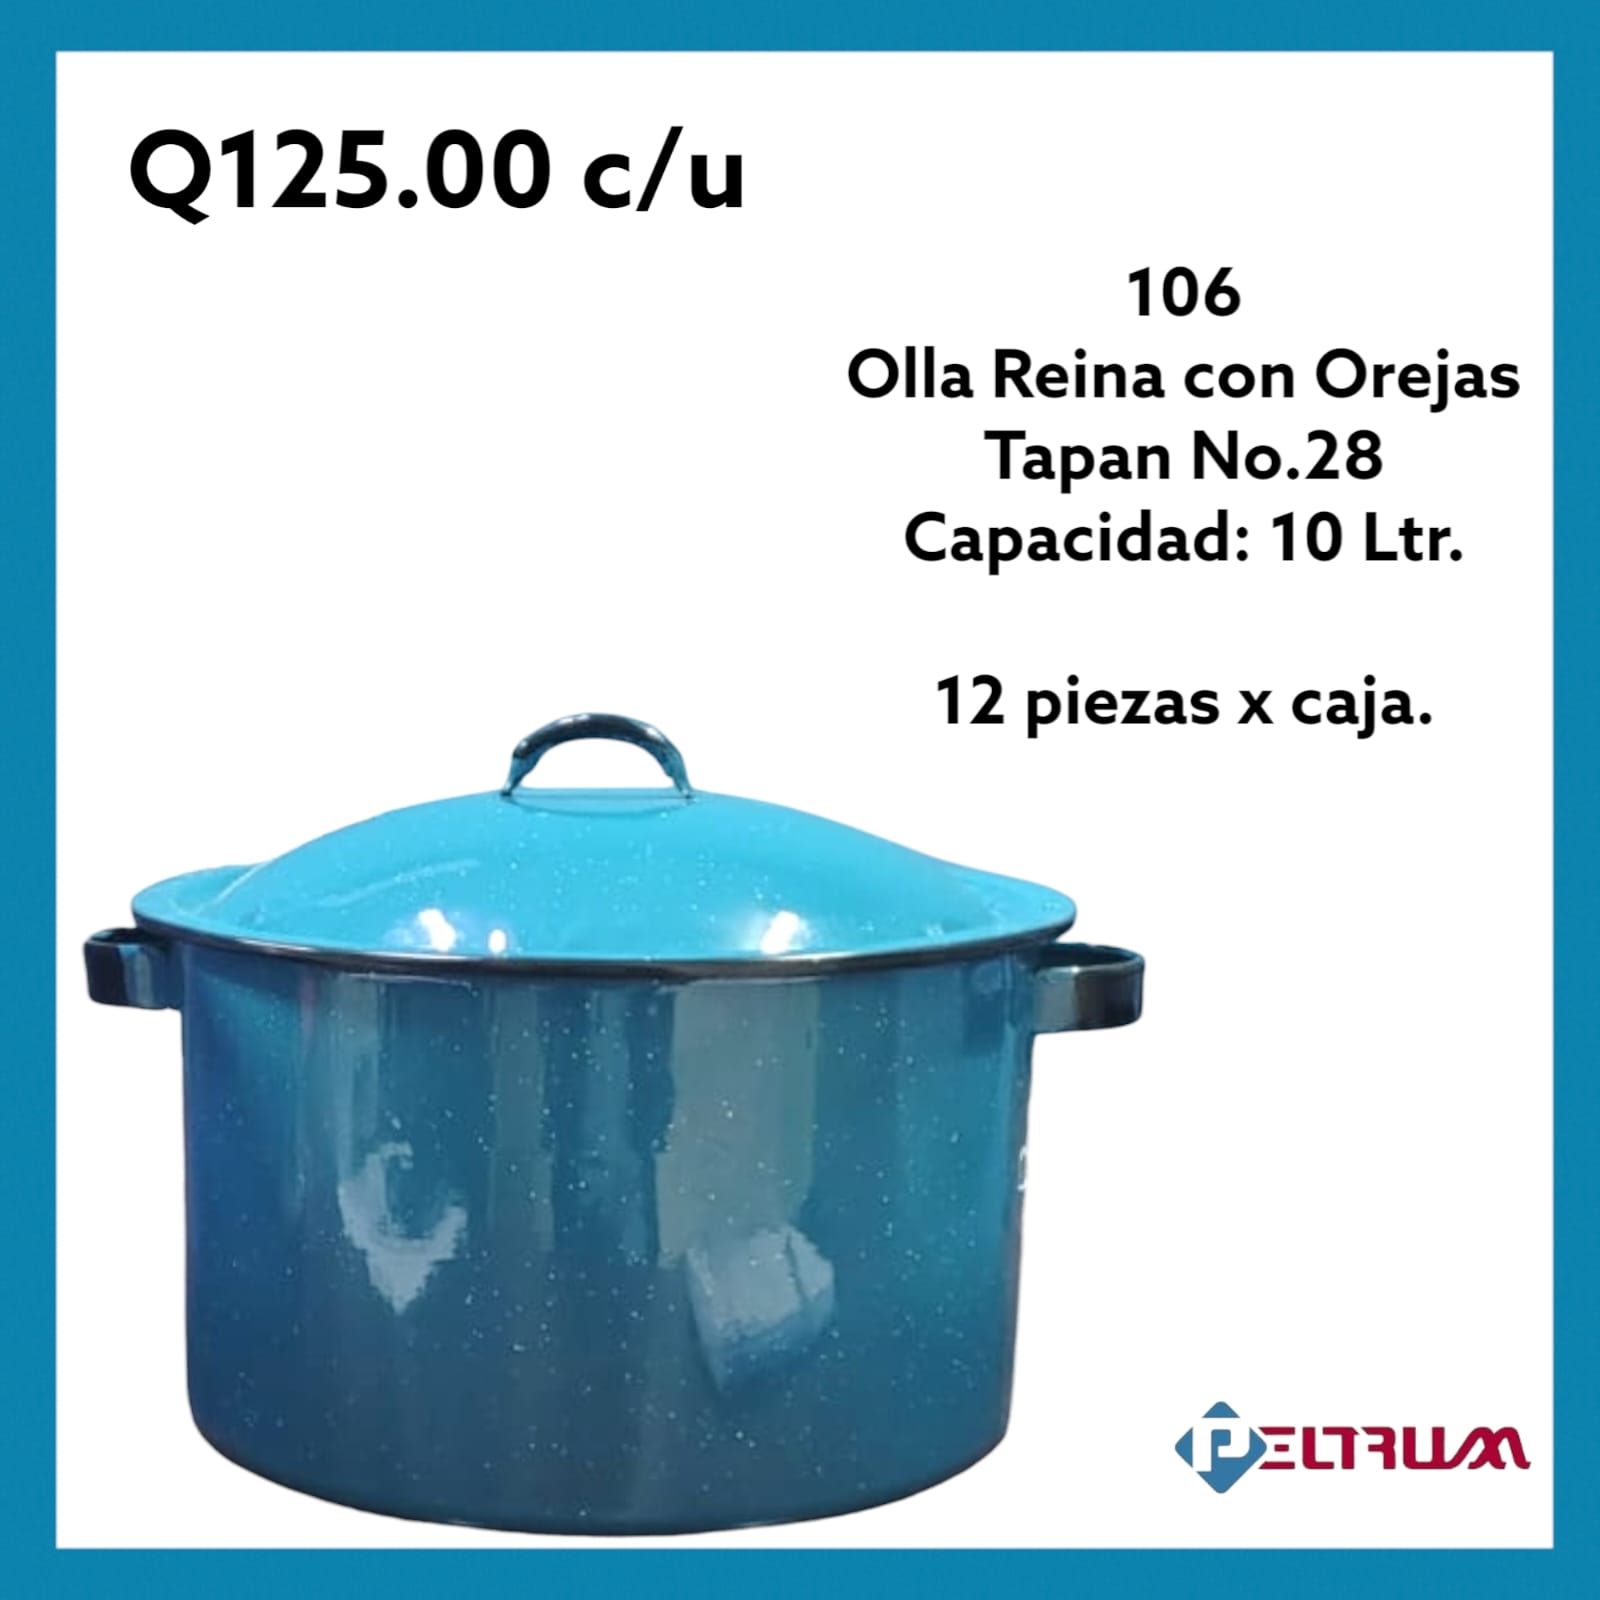 Q125.00 c/u
106
Olla Reina con Orejas
Tapan No.28
Capacidad: 10 Ltr.
12 piezas x caja.
PELTRUM